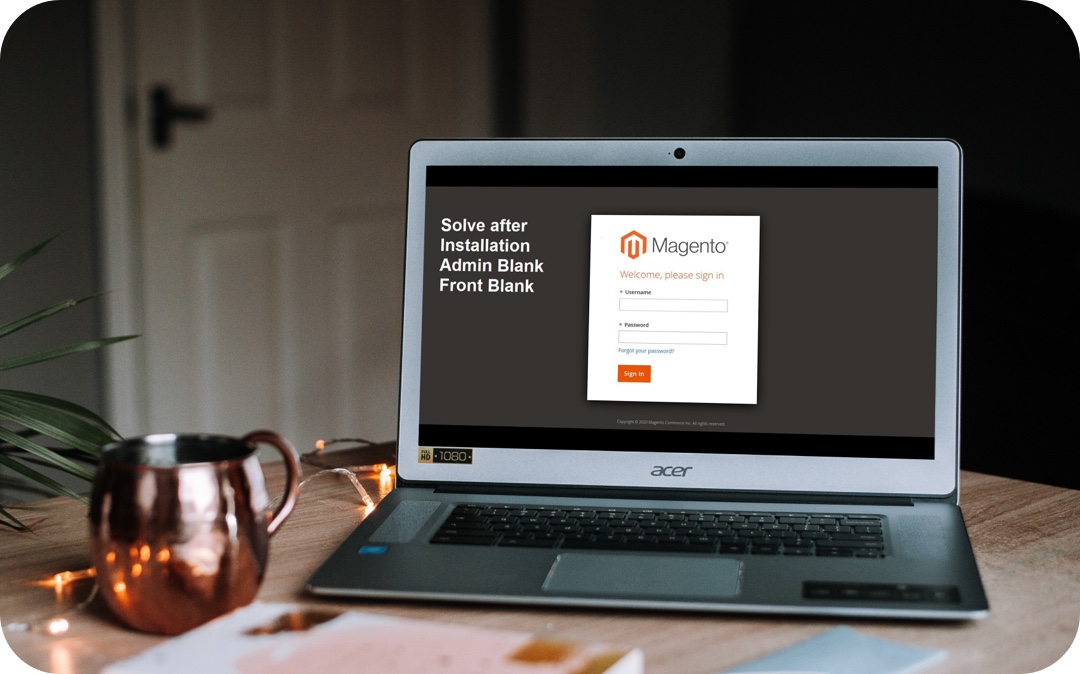 Solve after
Installation
Admin Blank
Front Blank
Magento®
Welcome, please sign in
* Username
* Password
Forgot your password?
Sign in
Copyright © 2020 Magento Commerce Inc. All rights reserved.
FULL HD 1080
acer